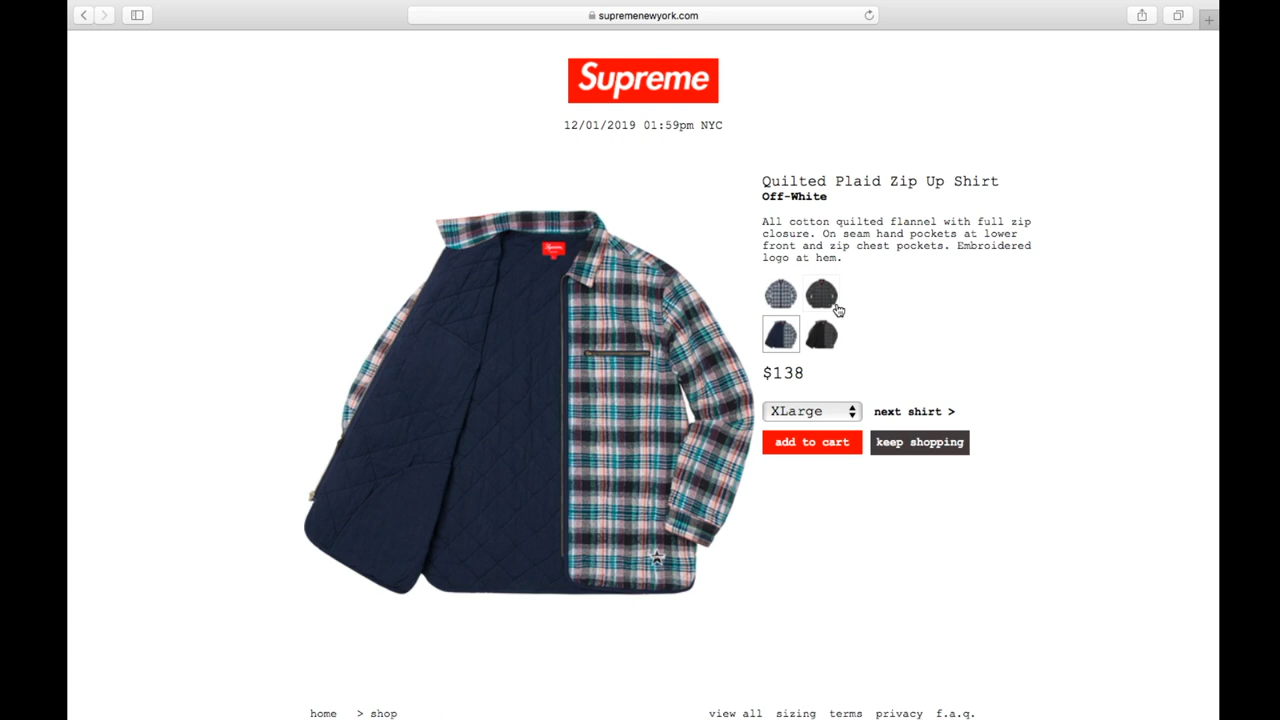 supremenewyork.com
Supreme
12/01/2019 01:59pm NYC
Quilted Plaid Zip Up Shirt
Off-White
All cotton quilted flannel with full zip
closure. On seam hand pockets at lower
front and zip chest pockets. Embroidered
logo at hem.
Supreme
$138
XLarge
next shirt >
add to cart
keep shopping
home > shop
view all sizing terms privacy f.a.q.